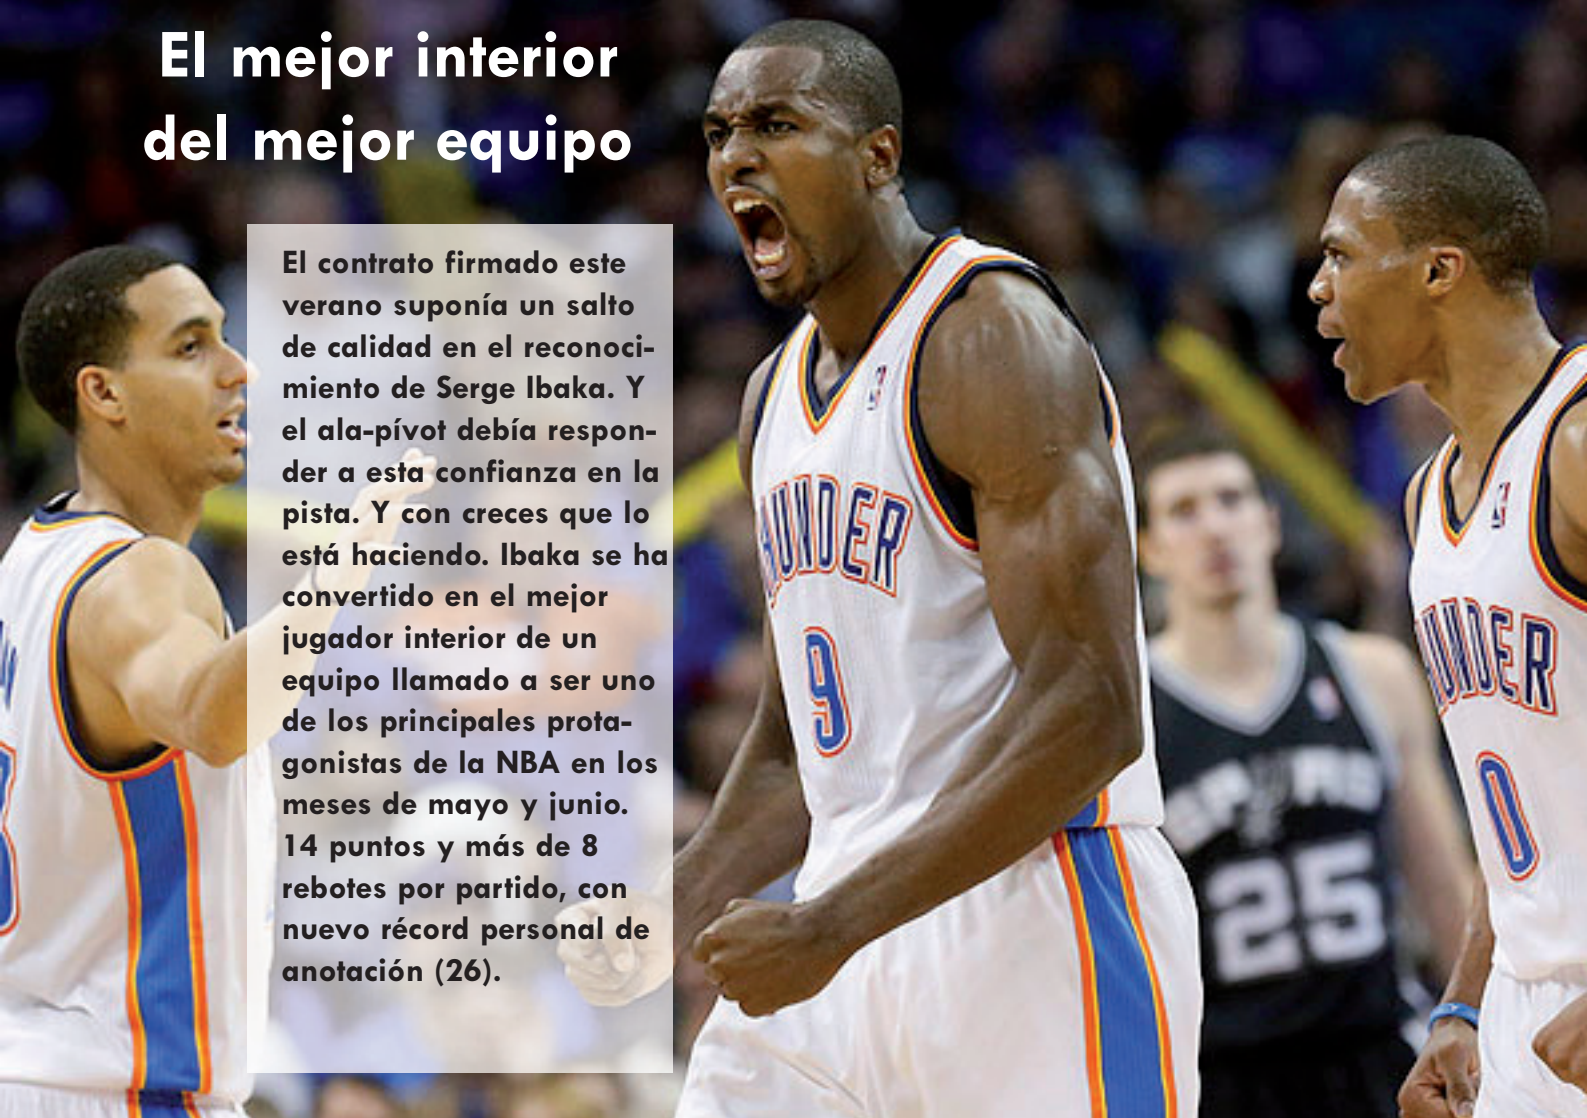 El mejor interior
del mejor equipo
El contrato firmado este
verano suponía un salto
de calidad en el reconoci-
miento de Serge Ibaka. Y
el ala-pívot debía respon-
der a esta confianza en la
pista. Y con creces que lo
está haciendo. Ibaka se ha
convertido en el mejor
jugador interior de un
equipo llamado a ser uno
de los principales prota-
gonistas de la NBA en los
meses de mayo y junio.
14 puntos y más de 8
rebotes por partido, con
nuevo récord personal de
anotación (26).
HUNDER
9
SPURS
25
UNDER
0